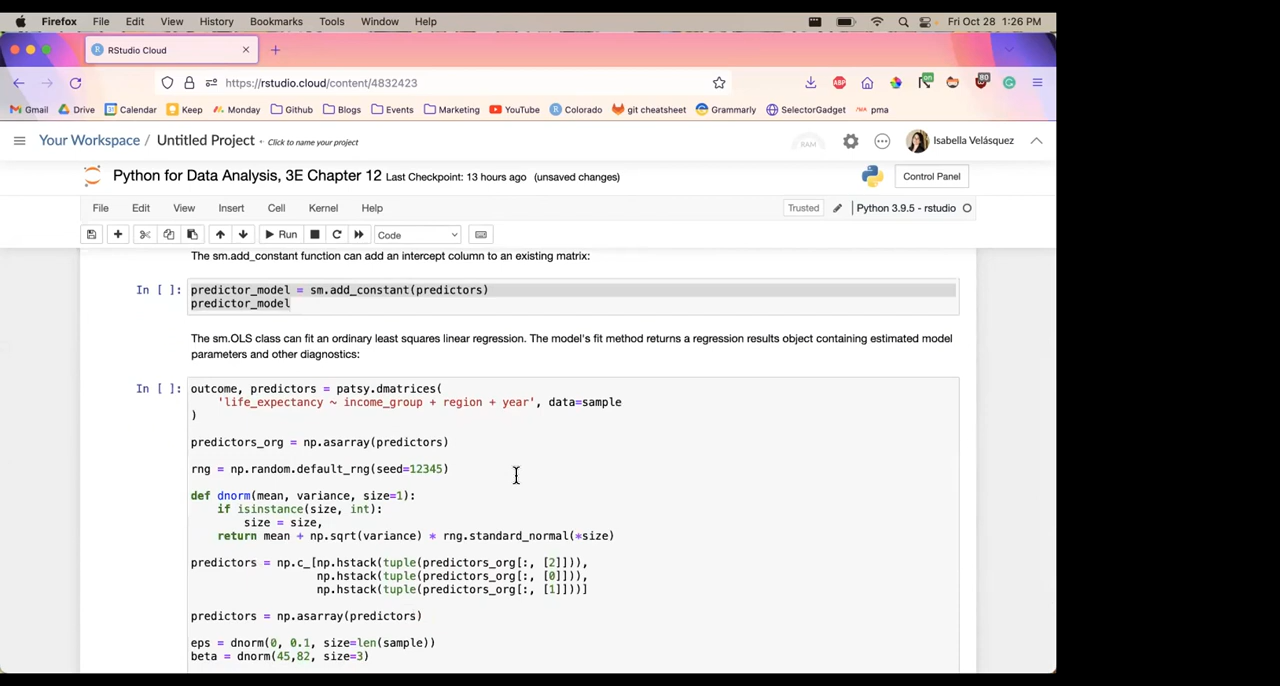 Firefox File Edit View History Bookmarks Tools Window Help Fri Oct 28 1:26 PM
RStudio Cloud
https://rstudio.cloud/content/4832423
ABP on 80
Gmail Drive Calendar Keep Monday Github Blogs Events Marketing YouTube Colorado git cheatsheet Grammarly SelectorGadget pma
Your Workspace / Untitled Project • Click to name your project RAM Isabella Velásquez
Python for Data Analysis, 3E Chapter 12 Last Checkpoint: 13 hours ago (unsaved changes) Control Panel
File Edit View Insert Cell Kernel Help Trusted Python 3.9.5 - rstudio
Run Code
The sm.add_constant function can add an intercept column to an existing matrix:
In [ ]: predictor_model = sm.add_constant(predictors)
predictor_model
The sm.OLS class can fit an ordinary least squares linear regression. The model's fit method returns a regression results object containing estimated model
parameters and other diagnostics:
In [ ]: outcome, predictors = patsy.dmatrices(
'life_expectancy ~ income_group + region + year', data=sample
)
predictors_org = np.asarray(predictors)
rng = np.random.default_rng(seed=12345)
def dnorm(mean, variance, size=1):
if isinstance(size, int):
size = size,
return mean + np.sqrt(variance) * rng.standard_normal(*size)
predictors = np.c_[np.hstack(tuple(predictors_org[:, [2]])),
np.hstack(tuple(predictors_org[:, [0]])),
np.hstack(tuple(predictors_org[:, [1]]))]
predictors = np.asarray(predictors)
eps = dnorm(0, 0.1, size=len(sample))
beta = dnorm(45,82, size=3)